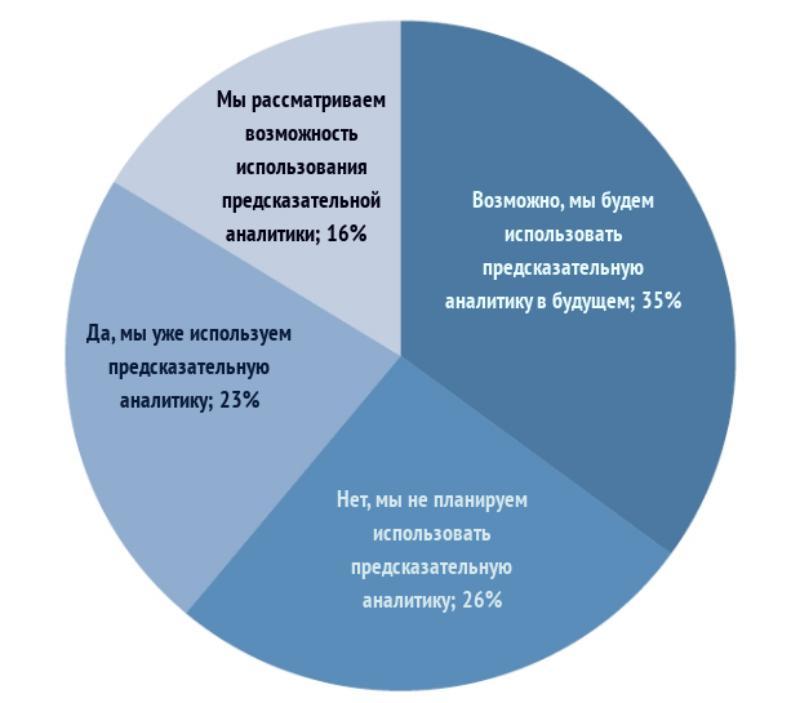 Мы рассматриваем
возможность
использования
предсказательной
аналитики; 16%
Возможно, мы будем
использовать
предсказательную
аналитику в будущем; 35%
Да, мы уже используем
предсказательную
аналитику; 23%
Нет, мы не планируем
использовать
предсказательную
аналитику; 26%